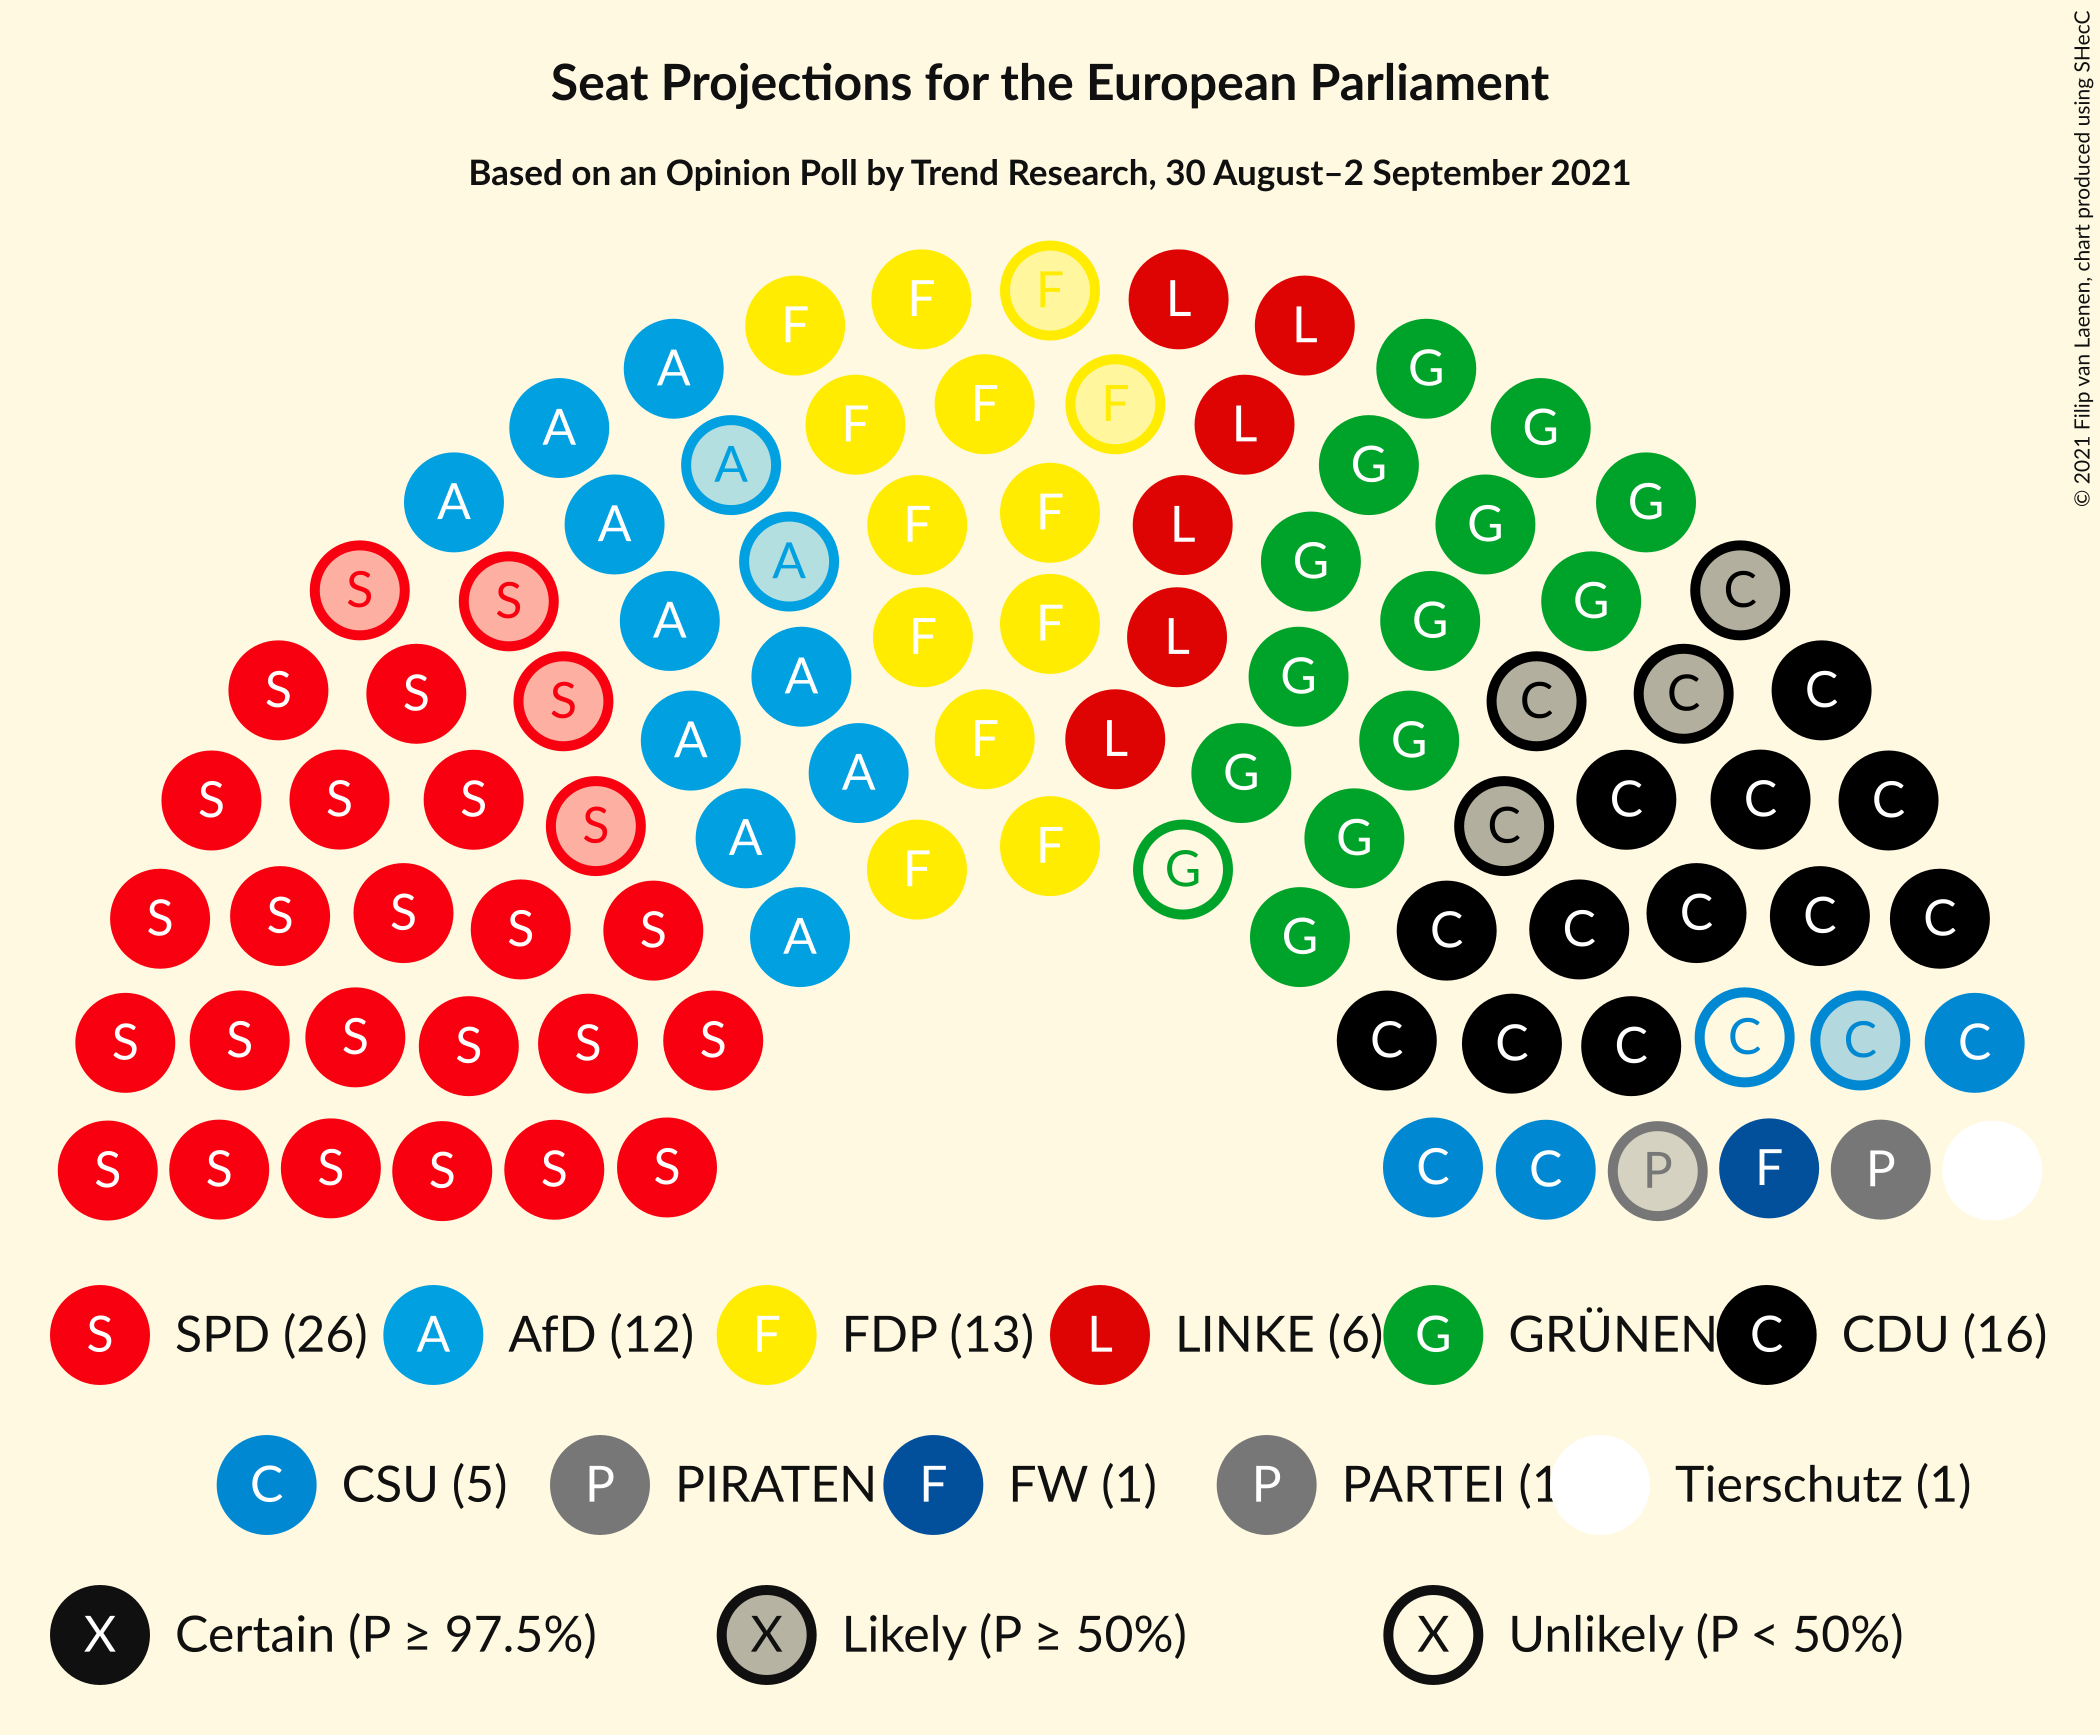 Seat Projections for the European Parliament
Based on an Opinion Poll by Trend Research, 30 August–2 September 2021
© 2021 Filip van Laenen, chart produced using SHecC
F F F L L
A F F F L L G
A A F F L G G
A A A F F L G G G
S S A A F F L G G G C
S S S A A F L G G C C C
S S S S A A F F G G G C C C C
S S S S S A G C C C C C
S S S S S S C C C C C C
S S S S S S C C P F P
S SPD (26) A AfD (12) F FDP (13) L LINKE (6) G GRÜNEN C CDU (16)
C CSU (5) P PIRATEN F FW (1) P PARTEI (1 Tierschutz (1)
X Certain (P ≥ 97.5%) X Likely (P ≥ 50%) X Unlikely (P < 50%)